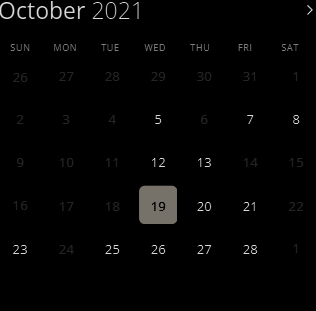 October 2021 >
SUN MON TUE WED THU FRI SAT
26 27 28 29 30 31 1
2 3 4 5 6 7 8
9 10 11 12 13 14 15
16 17 18 19 20 21 22
23 24 25 26 27 28 1